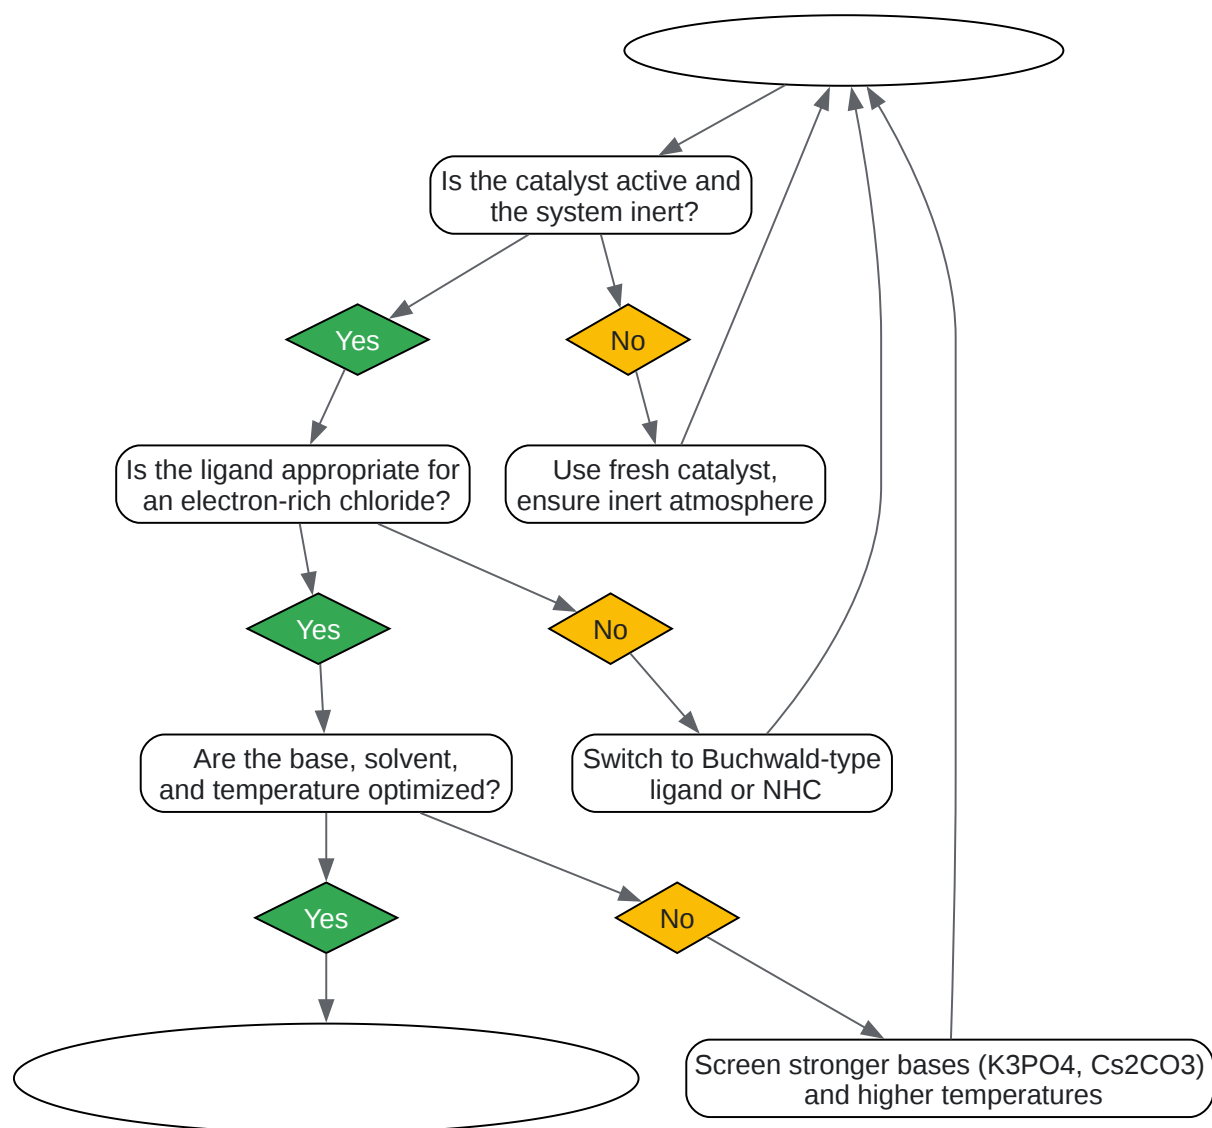 Is the catalyst active and
the system inert?
Yes
No
Is the ligand appropriate for
an electron-rich chloride?
Use fresh catalyst,
ensure inert atmosphere
Yes
No
Are the base, solvent,
and temperature optimized?
Switch to Buchwald-type
ligand or NHC
Yes
No
Screen stronger bases (K3PO4, Cs2CO3)
and higher temperatures